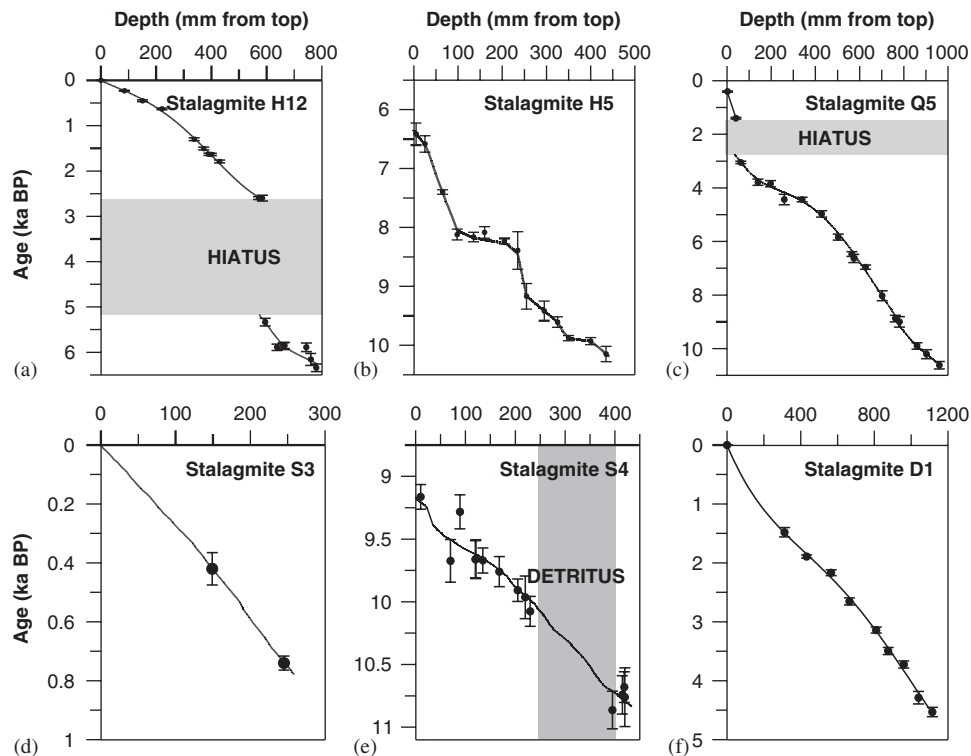 Depth (mm from top) Depth (mm from top) Depth (mm from top)
0 200 400 600 800
0 100 200 300 400 500
0 200 400 600 800 1000
Age (ka BP)
0
1
2
3
4
5
6
Stalagmite H12
HIATUS
(a)
6
7
8
9
10
Stalagmite H5
(b)
0
2
4
6
8
10
Stalagmite Q5
HIATUS
(c)
0 100 200 300
0 100 200 300 400
0 400 800 1200
Age (ka BP)
0
0.2
0.4
0.6
0.8
1
Stalagmite S3
(d)
9
9.5
10
10.5
11
Stalagmite S4
DETRITUS
(e)
0
1
2
3
4
5
Stalagmite D1
(f)